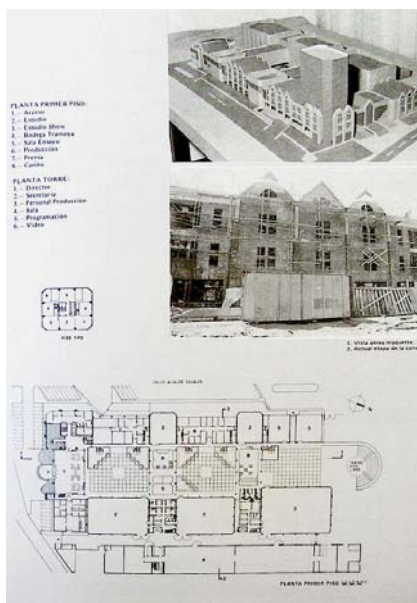 PLANTA PRIMER PISO:
1.- Acceso
2.- Estudio
3.- Estudio Show
4.- Bodega Tramoya
5.- Sala Ensayo
6.- Producción
7.- Prensa
8.- Casino
PLANTA TORRE:
1.- Director
2.- Secretaria
3.- Personal Producción
4.- Sala
5.- Programación
6.- Video
PISO TIPO
1. Vista aérea maqueta.
2. Actual etapa de la
PLANTA PRIMER PISO